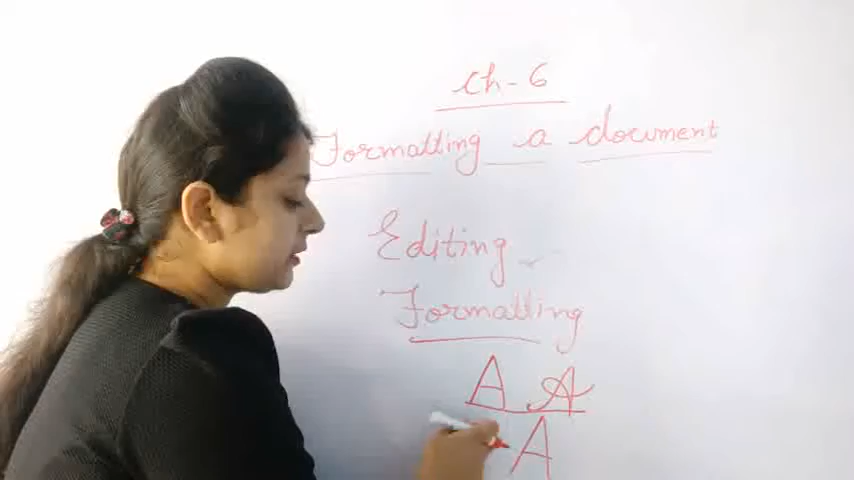 Ch-6
Formatting a document
Editing
Formatting
A A
A